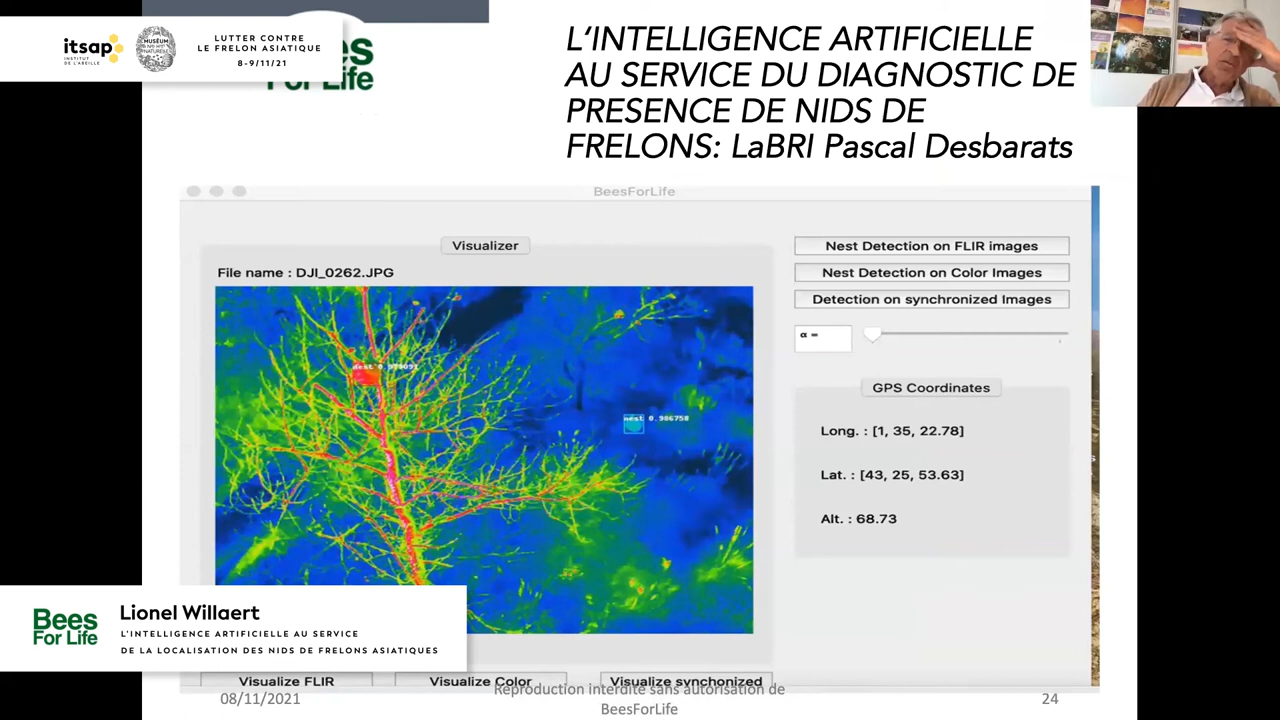 itsap
INSTITUT
DE L'ABEILLE
LUTTER CONTRE
LE FRELON ASIATIQUE
8-9/11/21
Bees
For Life
L'INTELLIGENCE ARTIFICIELLE
AU SERVICE DU DIAGNOSTIC DE
PRESENCE DE NIDS DE
FRELONS: LaBRI Pascal Desbarats
BeesForLife
Visualizer
File name : DJI_0262.JPG
nest
nest 0.986758
Nest Detection on FLIR images
Nest Detection on Color Images
Detection on synchronized Images
α =
GPS Coordinates
Long. : [1, 35, 22.78]
Lat. : [43, 25, 53.63]
Alt. : 68.73
Bees
For Life
Lionel Willaert
L'INTELLIGENCE ARTIFICIELLE AU SERVICE
DE LA LOCALISATION DES NIDS DE FRELONS ASIATIQUES
Visualize FLIR
Visualize Color
Visualize synchonized
08/11/2021
Reproduction interdite sans autorisation de
BeesForLife
24